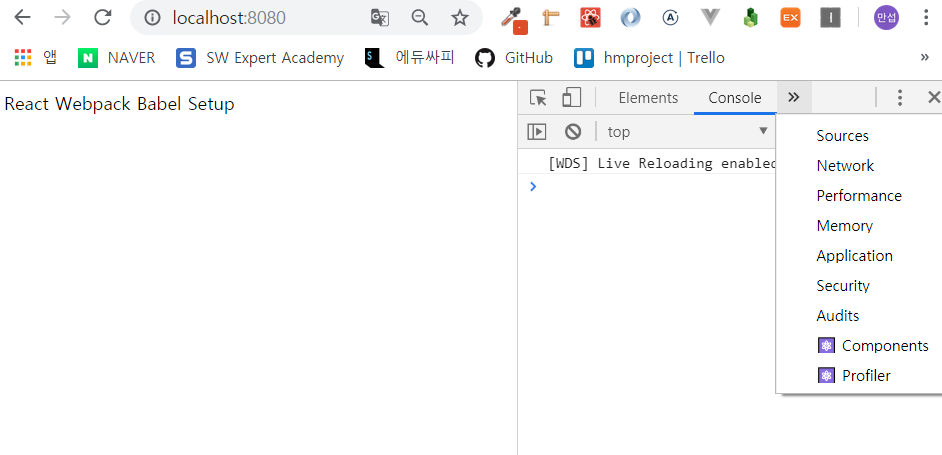 localhost:8080
EX
만섭
앱 NAVER SW Expert Academy 에듀싸피 GitHub hmproject | Trello
React Webpack Babel Setup
Elements Console
top
[WDS] Live Reloading enabled
Sources
Network
Performance
Memory
Application
Security
Audits
Components
Profiler